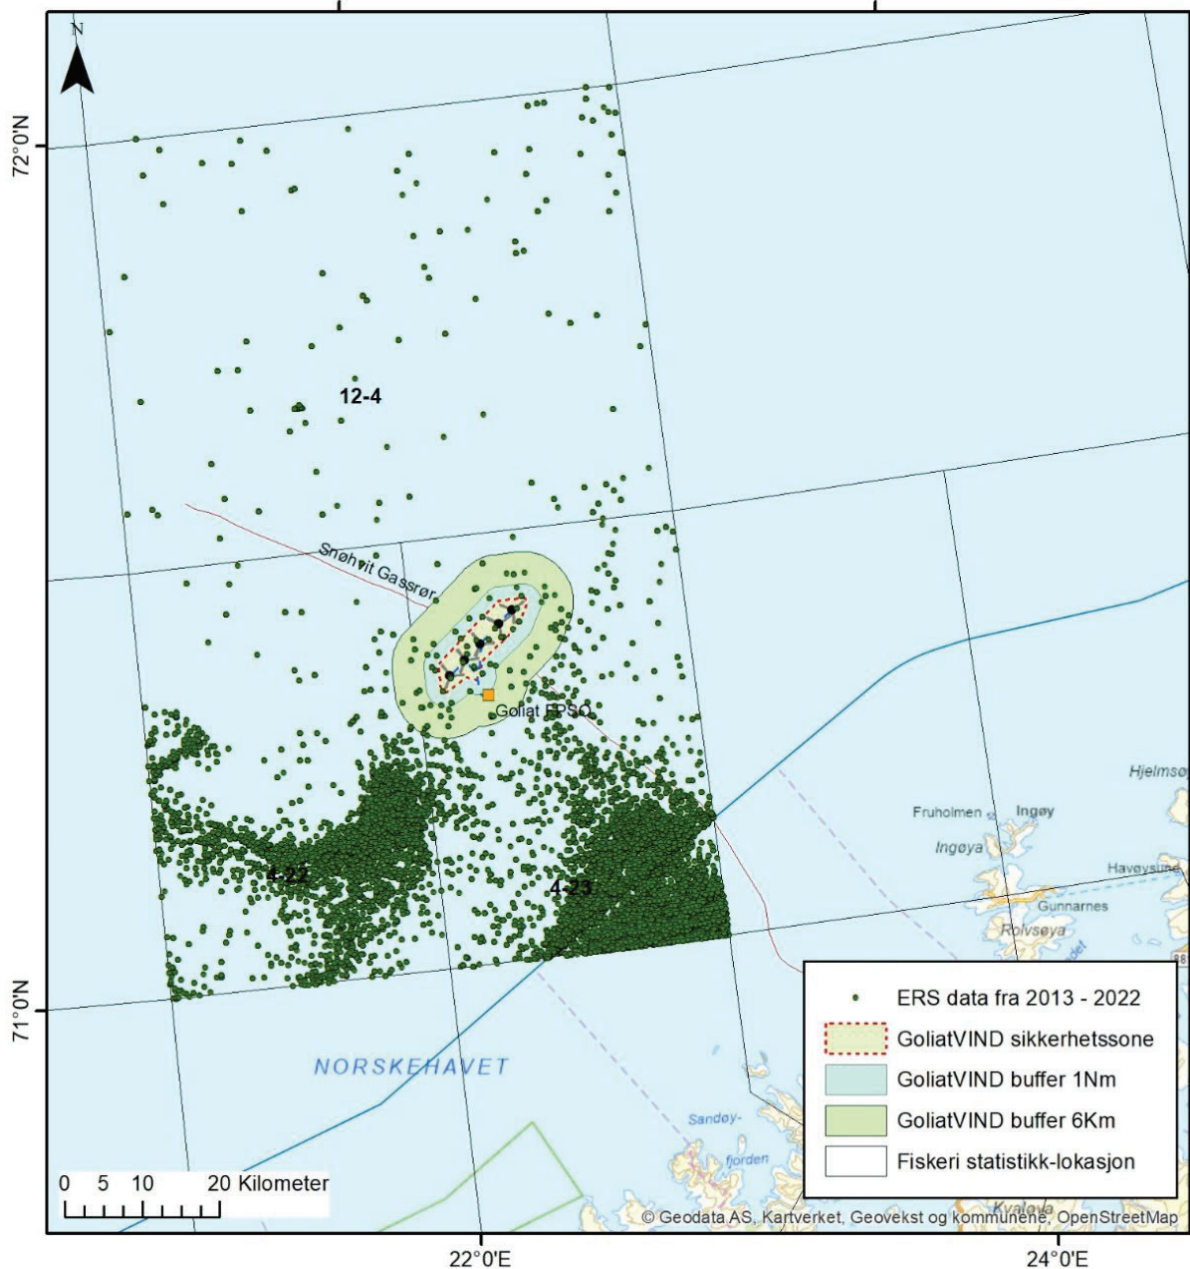 N
72°0'N
12-4
Snøhvit Gassrør
Goliat FPSO
Hjelmsø
Fruholmen
Ingøy
Ingøya
Havøysund
4-22
4-23
Gunnarnes
Rolvsøya
71°0'N
NORSKEHAVET
Sandøy-
fjorden
ERS data fra 2013 - 2022
GoliatVIND sikkerhetssone
GoliatVIND buffer 1Nm
GoliatVIND buffer 6Km
Fiskeri statistikk-lokasjon
0 5 10 20 Kilometer
Kvaløya
© Geodata AS, Kartverket, Geovekst og kommunene, OpenStreetMap
22°0'E
24°0'E